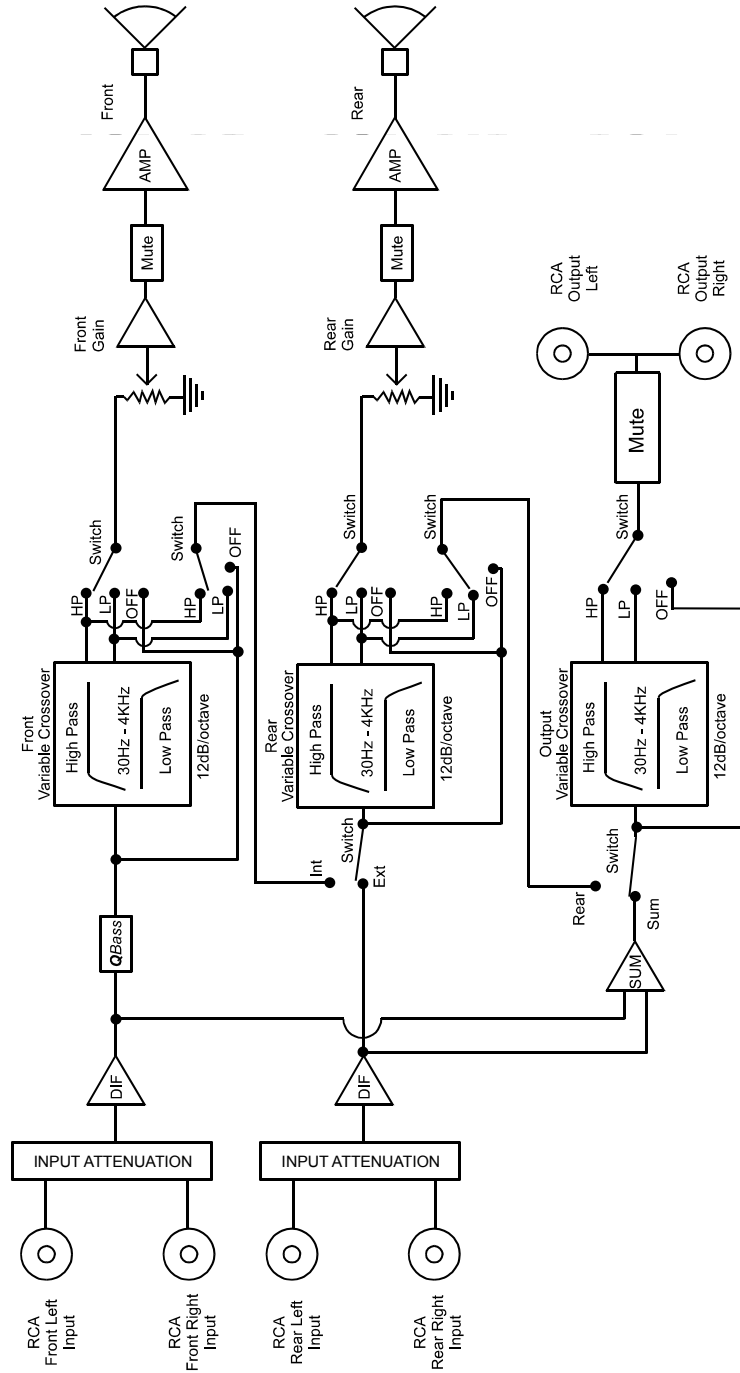 RCA
Front Left
Input
RCA
Front Right
Input
INPUT ATTENUATION
DIF
QBass
Front
Variable Crossover
High Pass
30Hz - 4KHz
Low Pass
12dB/octave
HP
LP
OFF
Switch
HP
LP
OFF
Switch
Front
Gain
Mute
AMP
Front
RCA
Rear Left
Input
RCA
Rear Right
Input
INPUT ATTENUATION
DIF
Int
Ext
Switch
Rear
Variable Crossover
High Pass
30Hz - 4KHz
Low Pass
12dB/octave
HP
LP
OFF
Switch
HP
LP
OFF
Switch
Rear
Gain
Mute
AMP
Rear
SUM
Rear
Sum
Switch
Output
Variable Crossover
High Pass
30Hz - 4KHz
Low Pass
12dB/octave
HP
LP
OFF
Switch
Mute
RCA
Output
Left
RCA
Output
Right